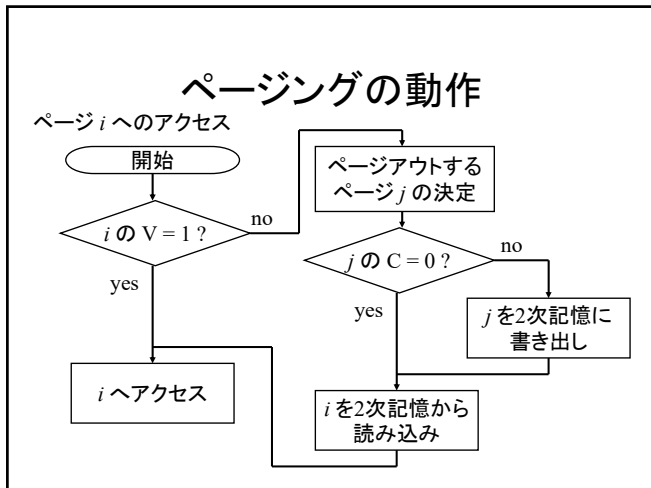 ページングの動作
ページ i へのアクセス
開始
i の V = 1 ?
no
yes
i へアクセス
ページアウトする
ページ j の決定
j の C = 0 ?
no
yes
j を2次記憶に
書き出し
i を2次記憶から
読み込み